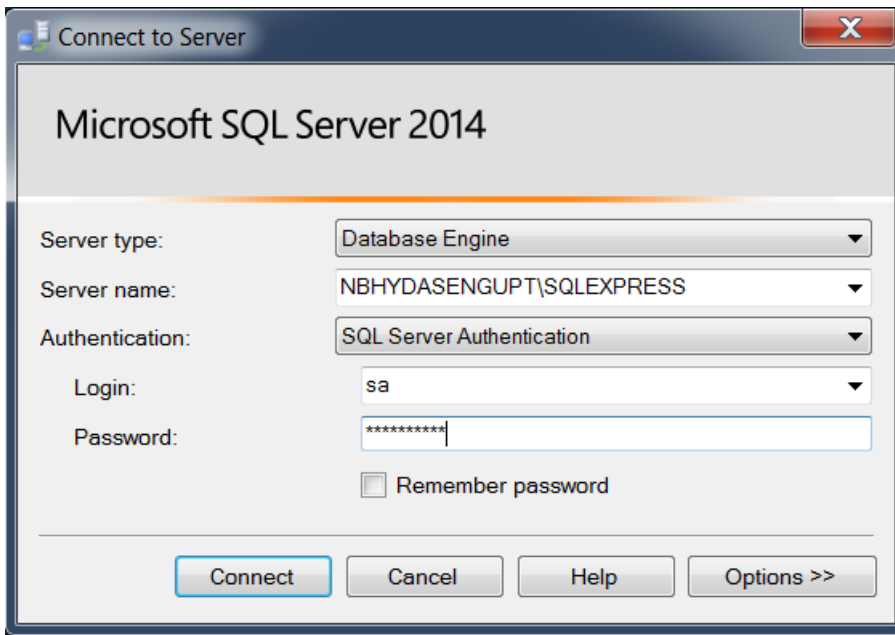 Connect to Server
Microsoft SQL Server 2014
Server type: Database Engine
Server name: NBHYDASENGUPT\SQLEXPRESS
Authentication: SQL Server Authentication
Login: sa
Password: **********
Remember password
Connect Cancel Help Options >>